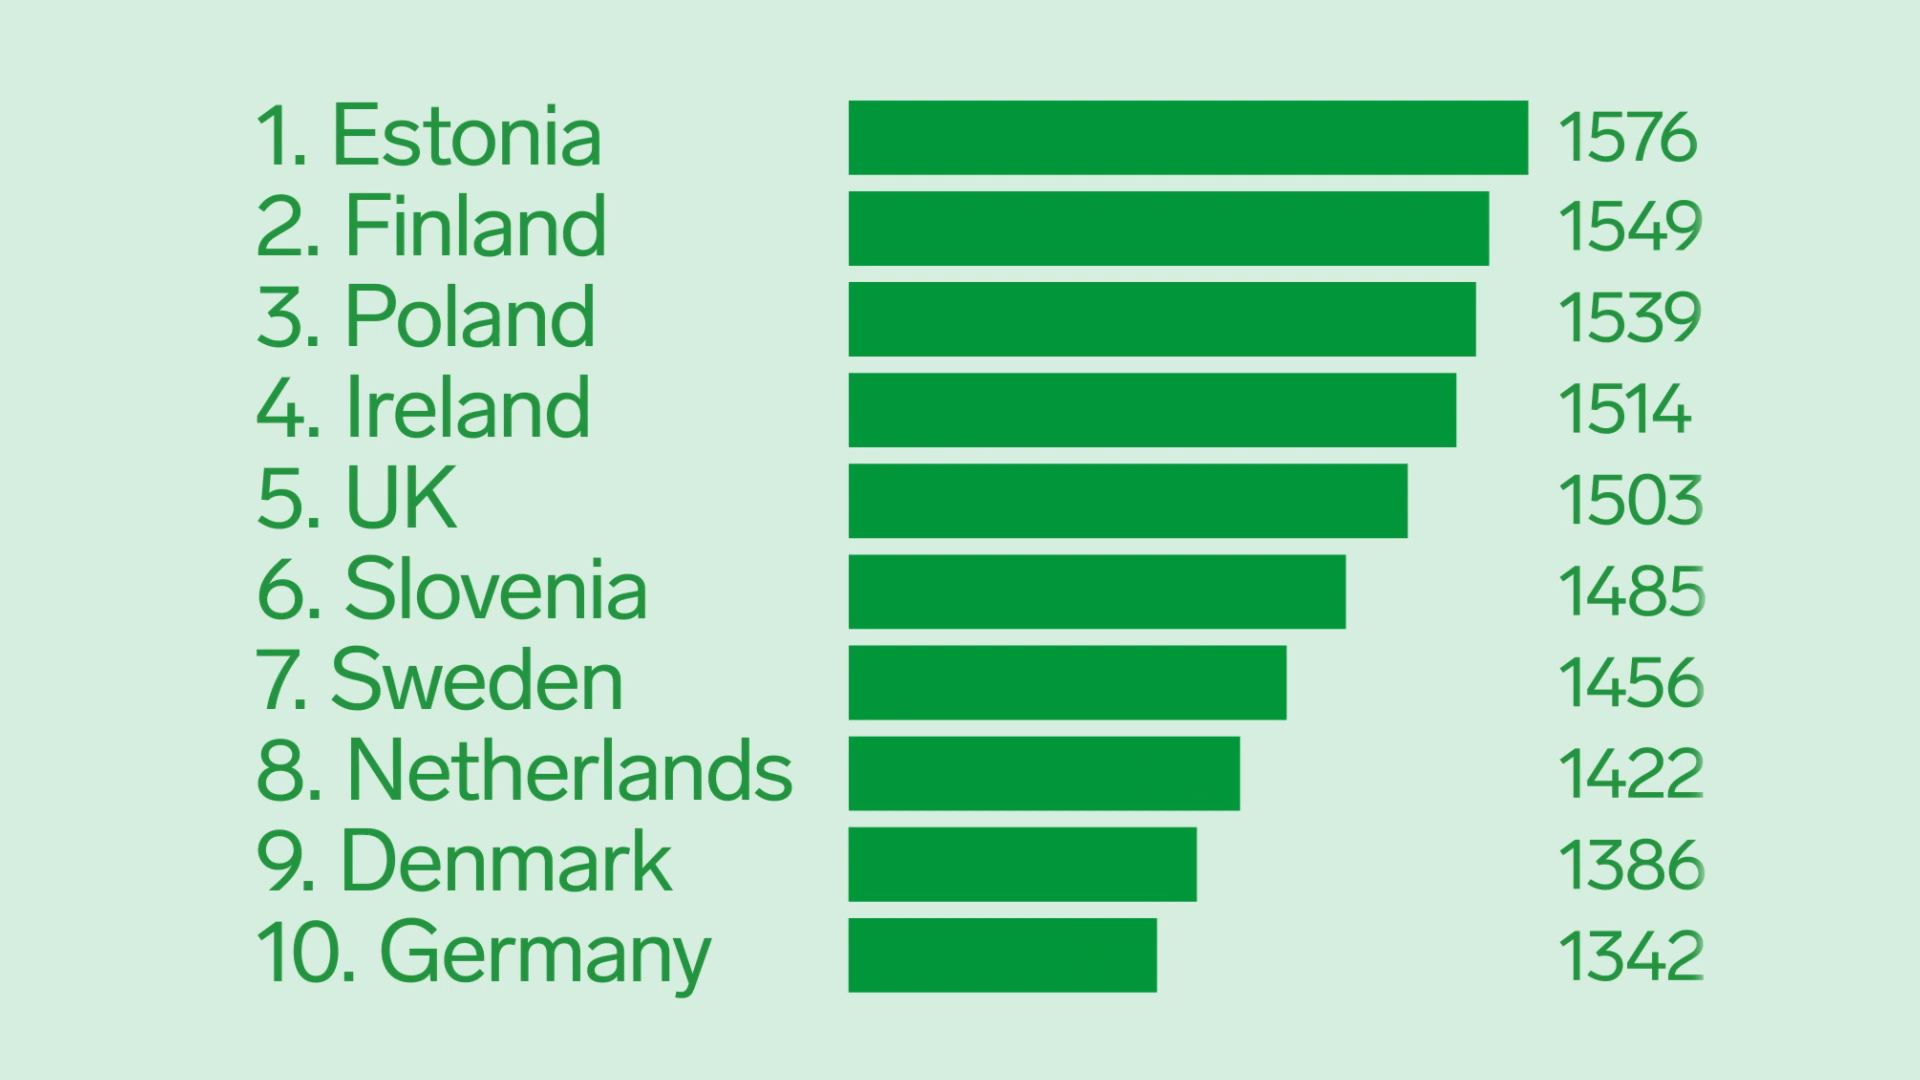 1. Estonia 1576
2. Finland 1549
3. Poland 1539
4. Ireland 1514
5. UK 1503
6. Slovenia 1485
7. Sweden 1456
8. Netherlands 1422
9. Denmark 1386
10. Germany 1342